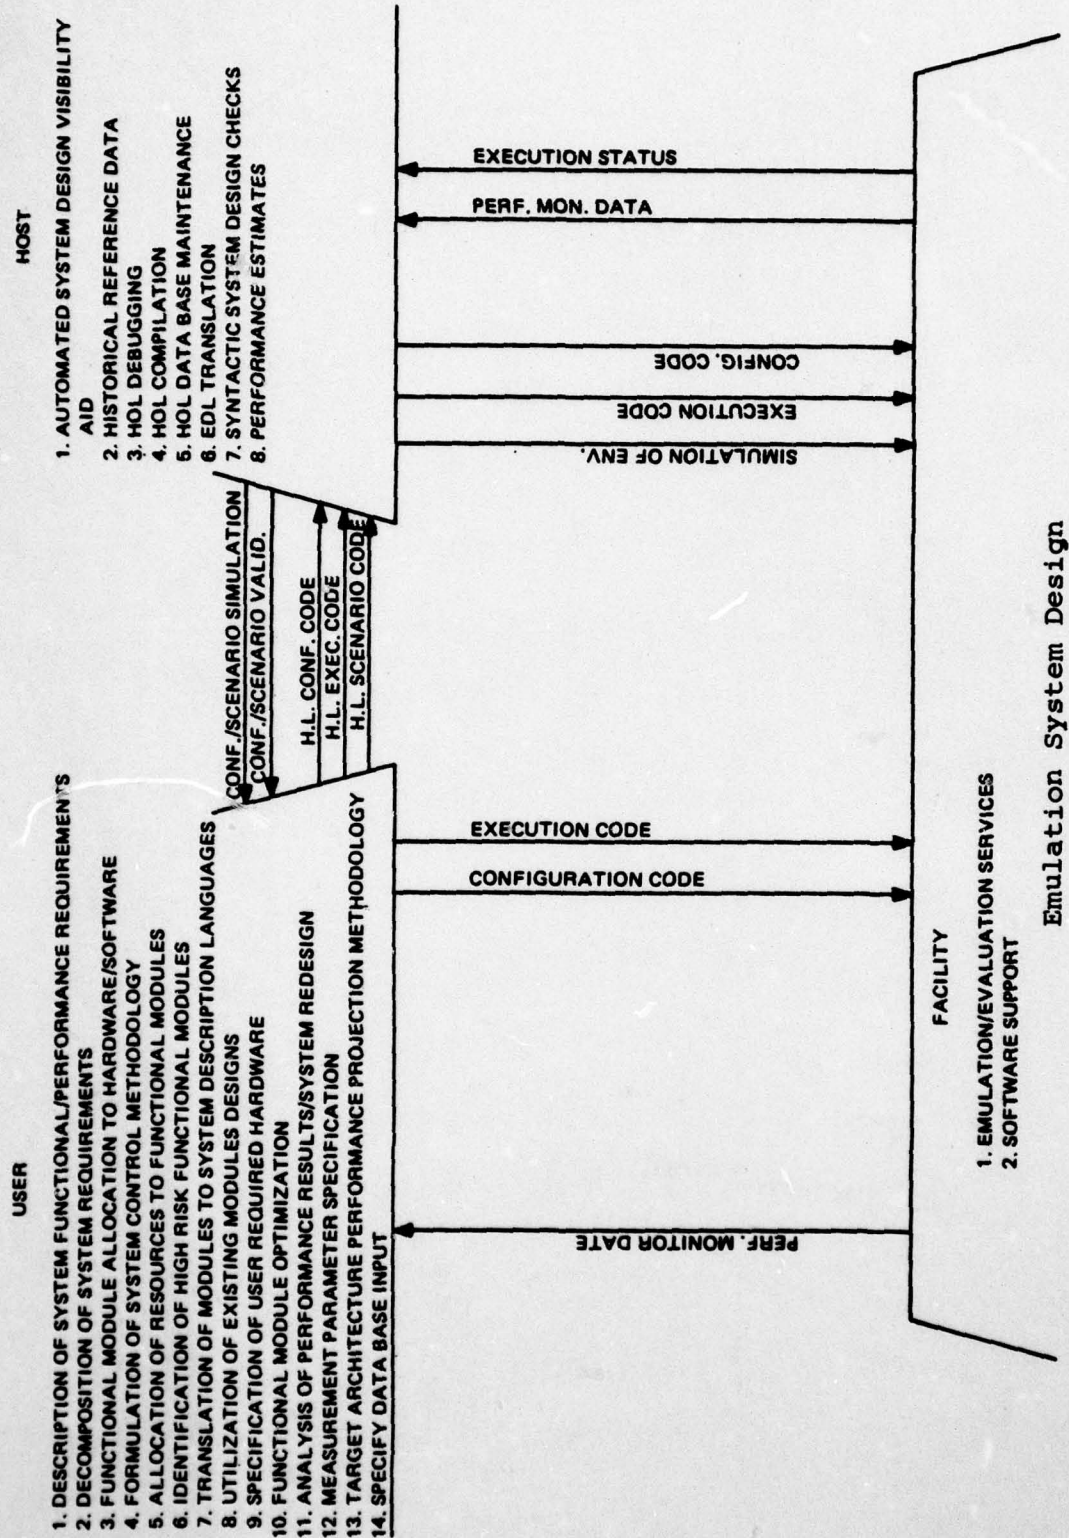 USER
1. DESCRIPTION OF SYSTEM FUNCTIONAL/PERFORMANCE REQUIREMENTS
2. DECOMPOSITION OF SYSTEM REQUIREMENTS
3. FUNCTIONAL MODULE ALLOCATION TO HARDWARE/SOFTWARE
4. FORMULATION OF SYSTEM CONTROL METHODOLOGY
5. ALLOCATION OF RESOURCES TO FUNCTIONAL MODULES
6. IDENTIFICATION OF HIGH RISK FUNCTIONAL MODULES
7. TRANSLATION OF MODULES TO SYSTEM DESCRIPTION LANGUAGES
8. UTILIZATION OF EXISTING MODULES DESIGNS
9. SPECIFICATION OF USER REQUIRED HARDWARE
10. FUNCTIONAL MODULE OPTIMIZATION
11. ANALYSIS OF PERFORMANCE RESULTS/SYSTEM REDESIGN
12. MEASUREMENT PARAMETER SPECIFICATION
13. TARGET ARCHITECTURE PERFORMANCE PROJECTION METHODOLOGY
14. SPECIFY DATA BASE INPUT
CONF./SCENARIO SIMULATION
CONF./SCENARIO VALID.
H.L. CONF. CODE
H.L. EXEC. CODE
H.L. SCENARIO CODE
HOST
1. AUTOMATED SYSTEM DESIGN VISIBILITY
AID
2. HISTORICAL REFERENCE DATA
3. HOL DEBUGGING
4. HOL COMPILATION
5. HOL DATA BASE MAINTENANCE
6. EDL TRANSLATION
7. SYNTACTIC SYSTEM DESIGN CHECKS
8. PERFORMANCE ESTIMATES
PERF. MONITOR DATE
CONFIGURATION CODE
EXECUTION CODE
SIMULATION OF ENV.
EXECUTION CODE
CONFIG. CODE
PERF. MON. DATA
EXECUTION STATUS
FACILITY
1. EMULATION/EVALUATION SERVICES
2. SOFTWARE SUPPORT
Emulation System Design